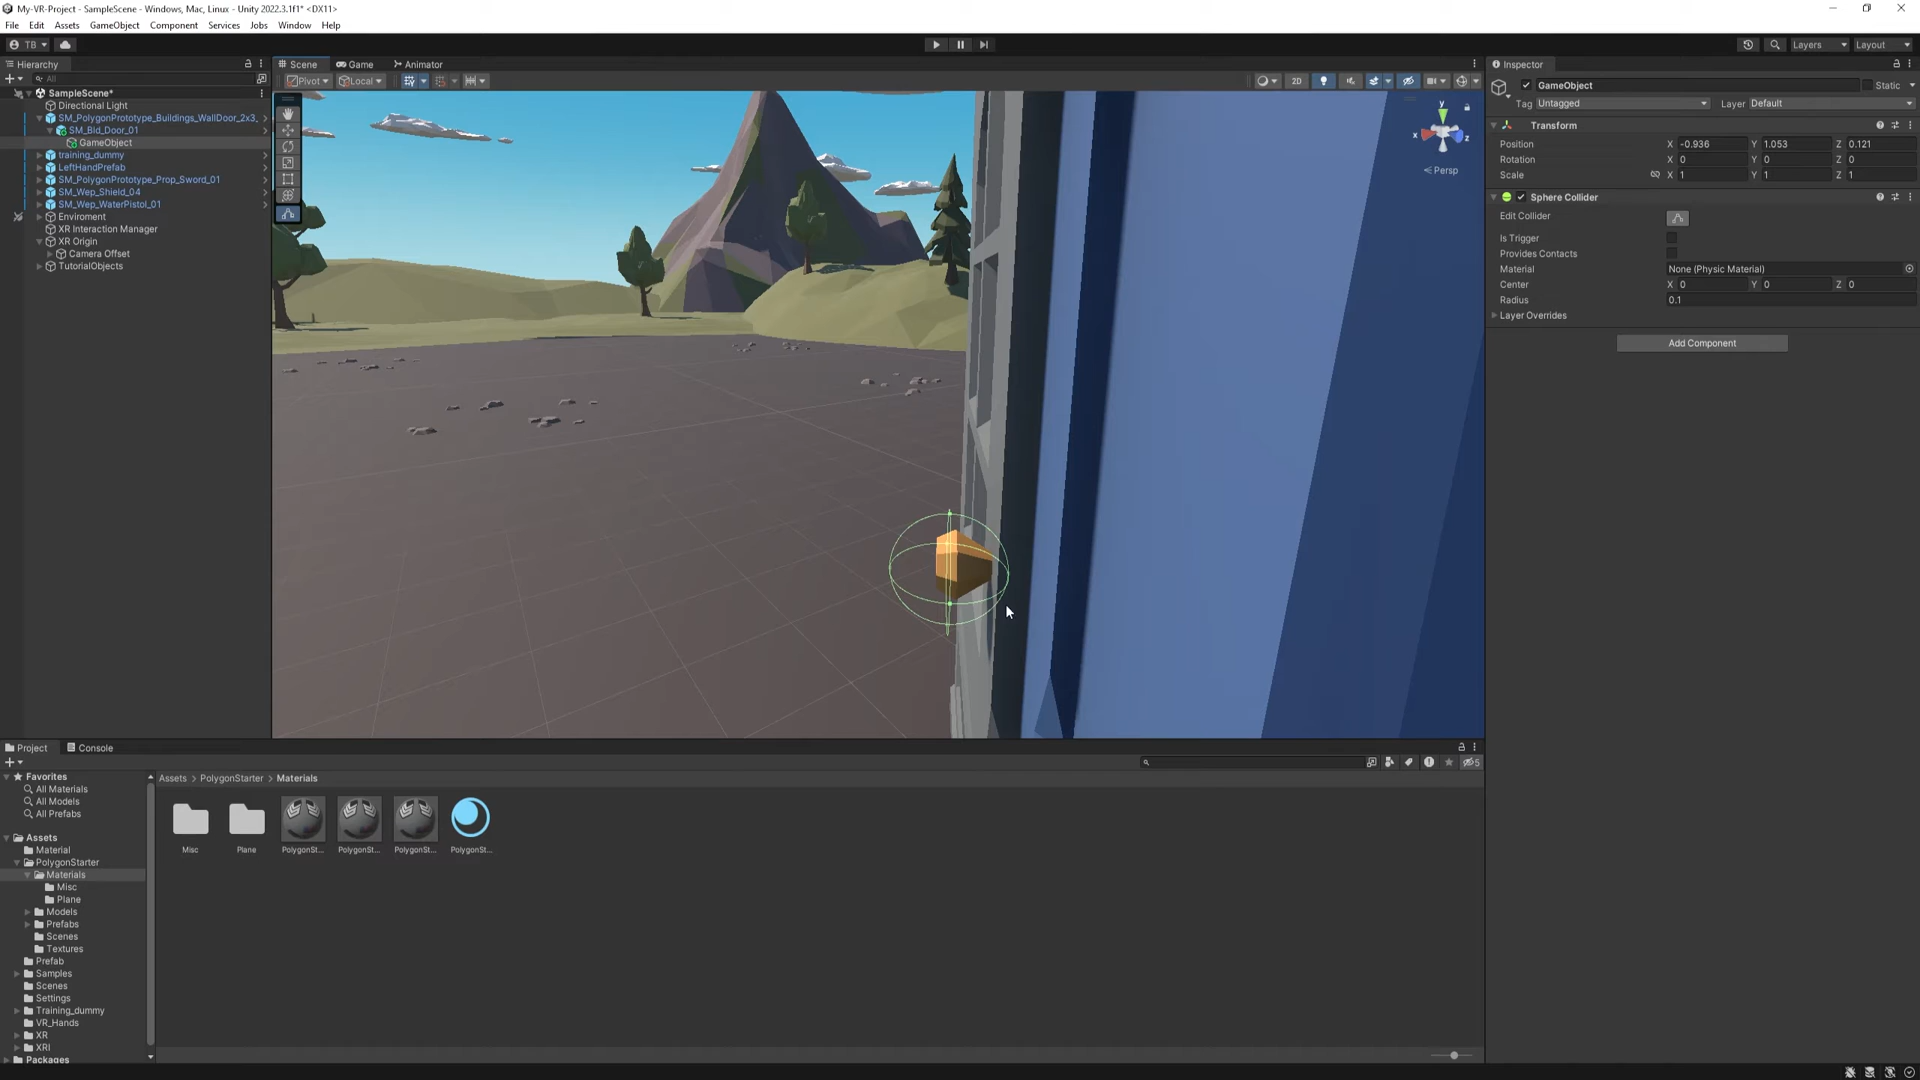 My-VR-Project - SampleScene - Windows, Mac, Linux - Unity 2022.3.1f1* <DX11>
File Edit Assets GameObject Component Services Jobs Window Help
TB Layers Layout
Hierarchy
All
SampleScene*
Directional Light
SM_PolygonPrototype_Buildings_WallDoor_2x3_
SM_Bld_Door_01
GameObject
training_dummy
LeftHandPrefab
SM_PolygonPrototype_Prop_Sword_01
SM_Wep_Shield_04
SM_Wep_WaterPistol_01
Enviroment
XR Interaction Manager
XR Origin
Camera Offset
TutorialObjects
Scene Game Animator
Pivot Local 2D
y
x z
Persp
Inspector
GameObject Static
Tag Untagged Layer Default
Transform
Position X -0.936 Y 1.053 Z 0.121
Rotation X 0 Y 0 Z 0
Scale X 1 Y 1 Z 1
Sphere Collider
Edit Collider
Is Trigger
Provides Contacts
Material None (Physic Material)
Center X 0 Y 0 Z 0
Radius 0.1
Layer Overrides
Add Component
Project Console
5
Favorites
All Materials
All Models
All Prefabs
Assets
Material
PolygonStarter
Materials
Misc
Plane
Models
Prefabs
Scenes
Textures
Prefab
Samples
Scenes
Settings
Training_dummy
VR_Hands
XR
XRI
Packages
Assets > PolygonStarter > Materials
Misc Plane PolygonSt... PolygonSt... PolygonSt... PolygonSt...